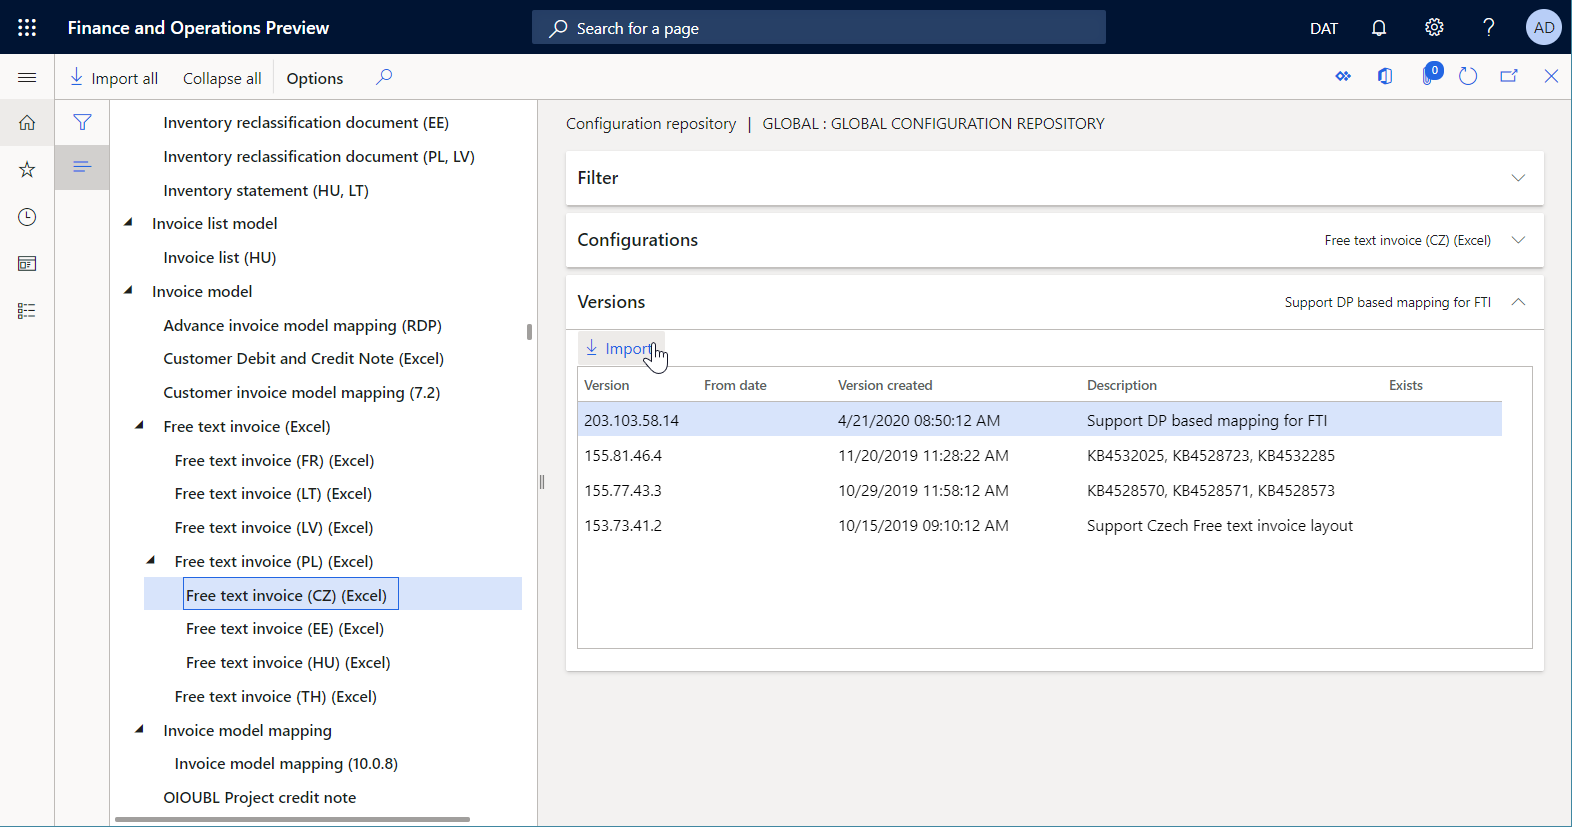 Finance and Operations Preview
Search for a page
DAT
?
AD
Import all
Collapse all
Options
0
Inventory reclassification document (EE)
Inventory reclassification document (PL, LV)
Inventory statement (HU, LT)
Invoice list model
Invoice list (HU)
Invoice model
Advance invoice model mapping (RDP)
Customer Debit and Credit Note (Excel)
Customer invoice model mapping (7.2)
Free text invoice (Excel)
Free text invoice (FR) (Excel)
Free text invoice (LT) (Excel)
Free text invoice (LV) (Excel)
Free text invoice (PL) (Excel)
Free text invoice (CZ) (Excel)
Free text invoice (EE) (Excel)
Free text invoice (HU) (Excel)
Free text invoice (TH) (Excel)
Invoice model mapping
Invoice model mapping (10.0.8)
OIOUBL Project credit note
Configuration repository | GLOBAL : GLOBAL CONFIGURATION REPOSITORY
Filter
Configurations Free text invoice (CZ) (Excel)
Versions Support DP based mapping for FTI
Import
Version From date Version created Description Exists
203.103.58.14 4/21/2020 08:50:12 AM Support DP based mapping for FTI
155.81.46.4 11/20/2019 11:28:22 AM KB4532025, KB4528723, KB4532285
155.77.43.3 10/29/2019 11:58:12 AM KB4528570, KB4528571, KB4528573
153.73.41.2 10/15/2019 09:10:12 AM Support Czech Free text invoice layout